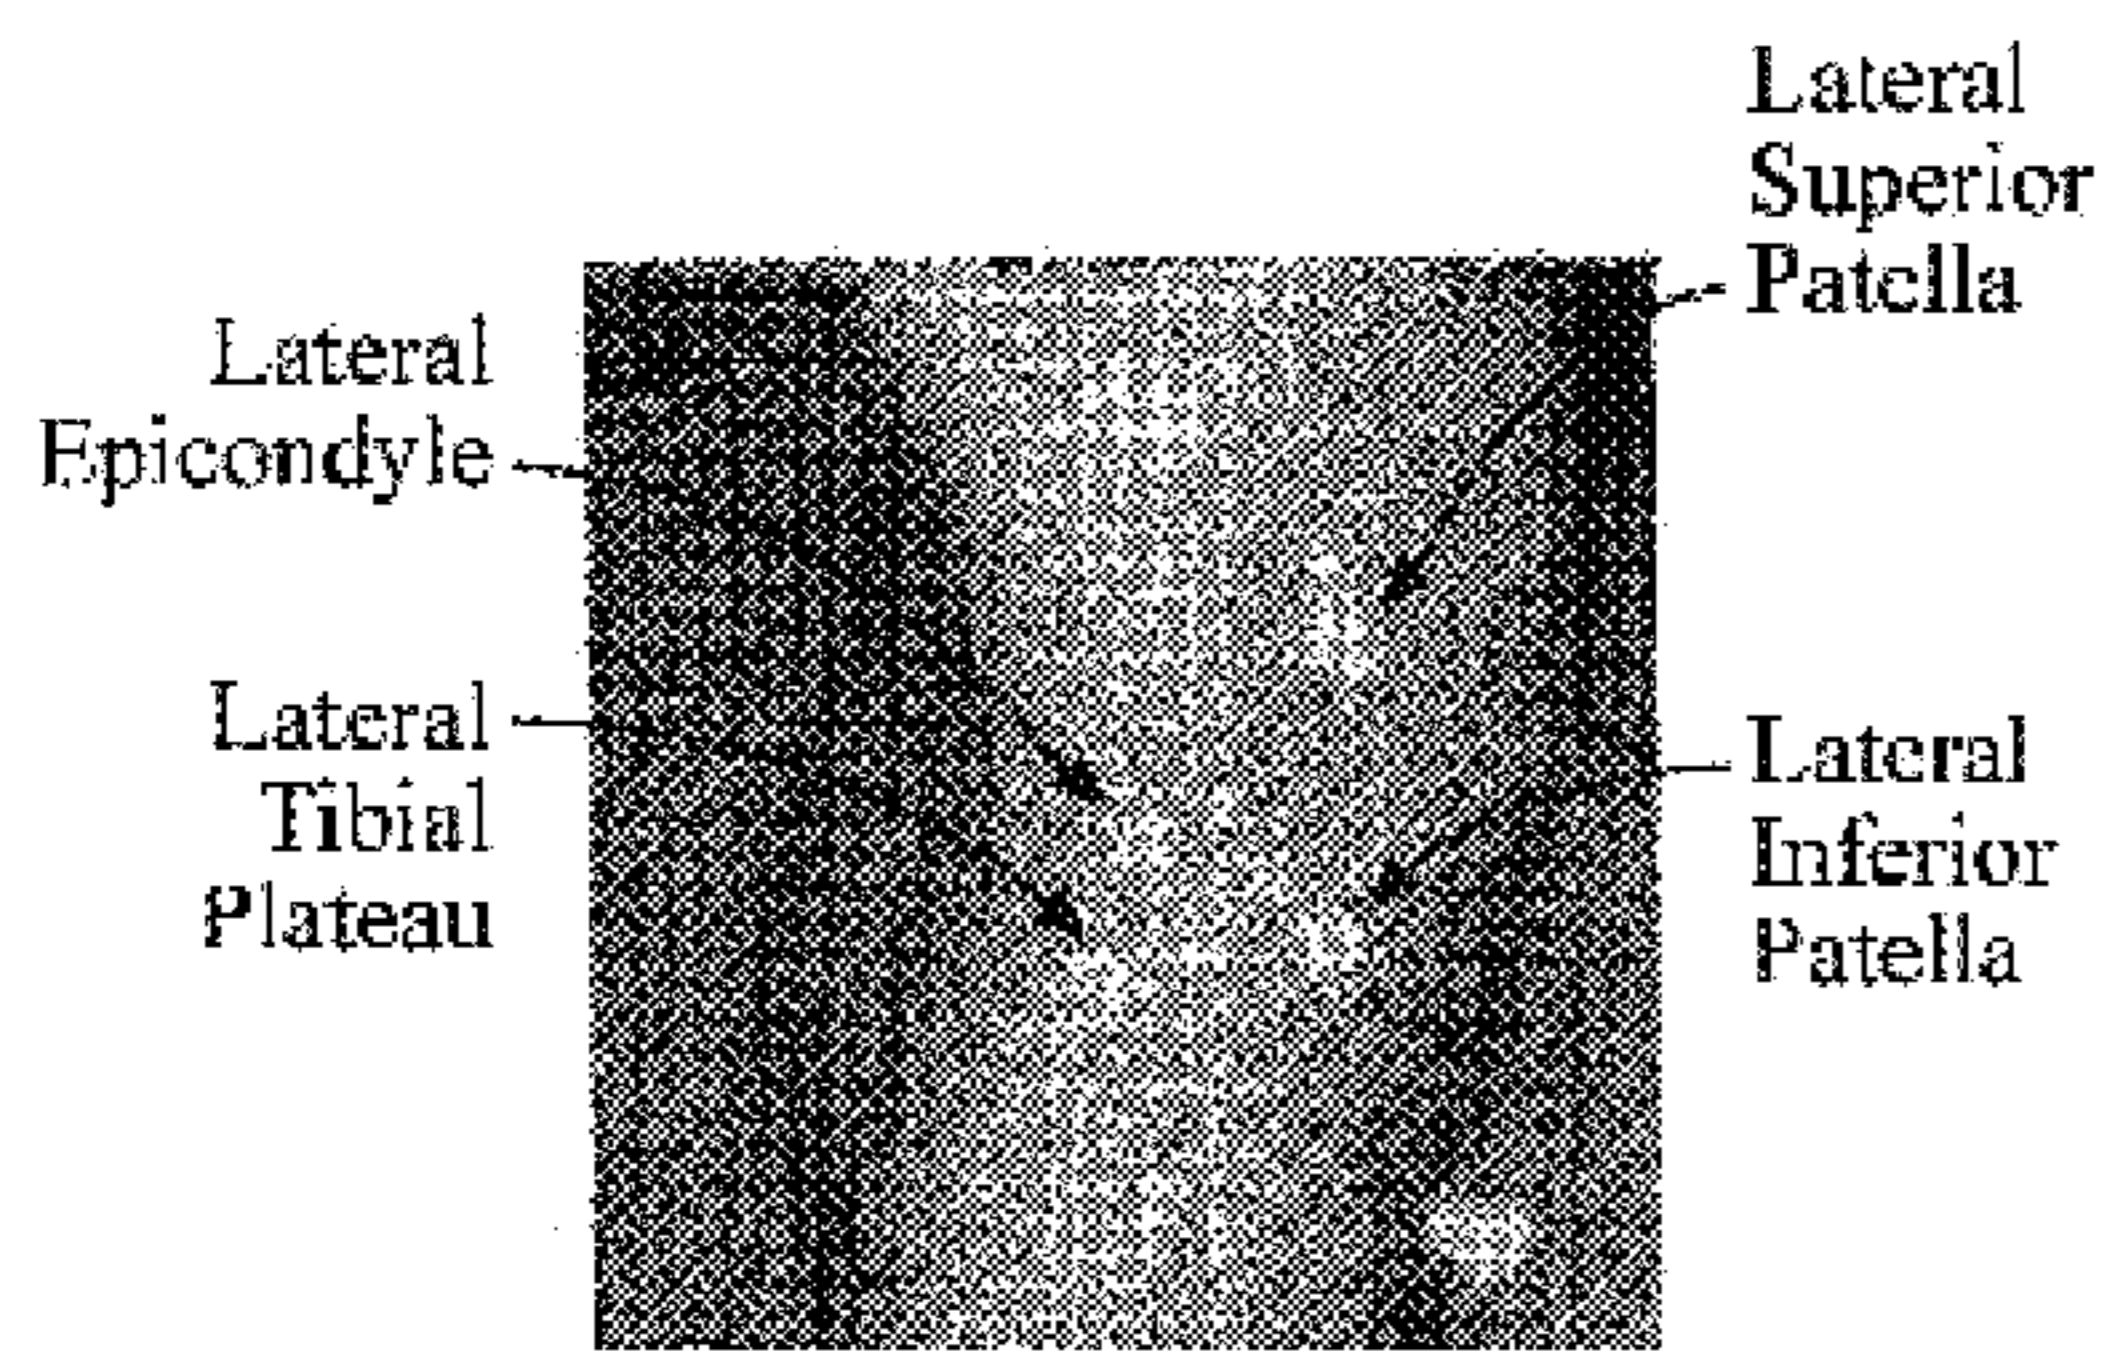 Lateral
Superior
Patella
Lateral
Epicondyle
Lateral
Tibial
Plateau
Lateral
Inferior
Patella